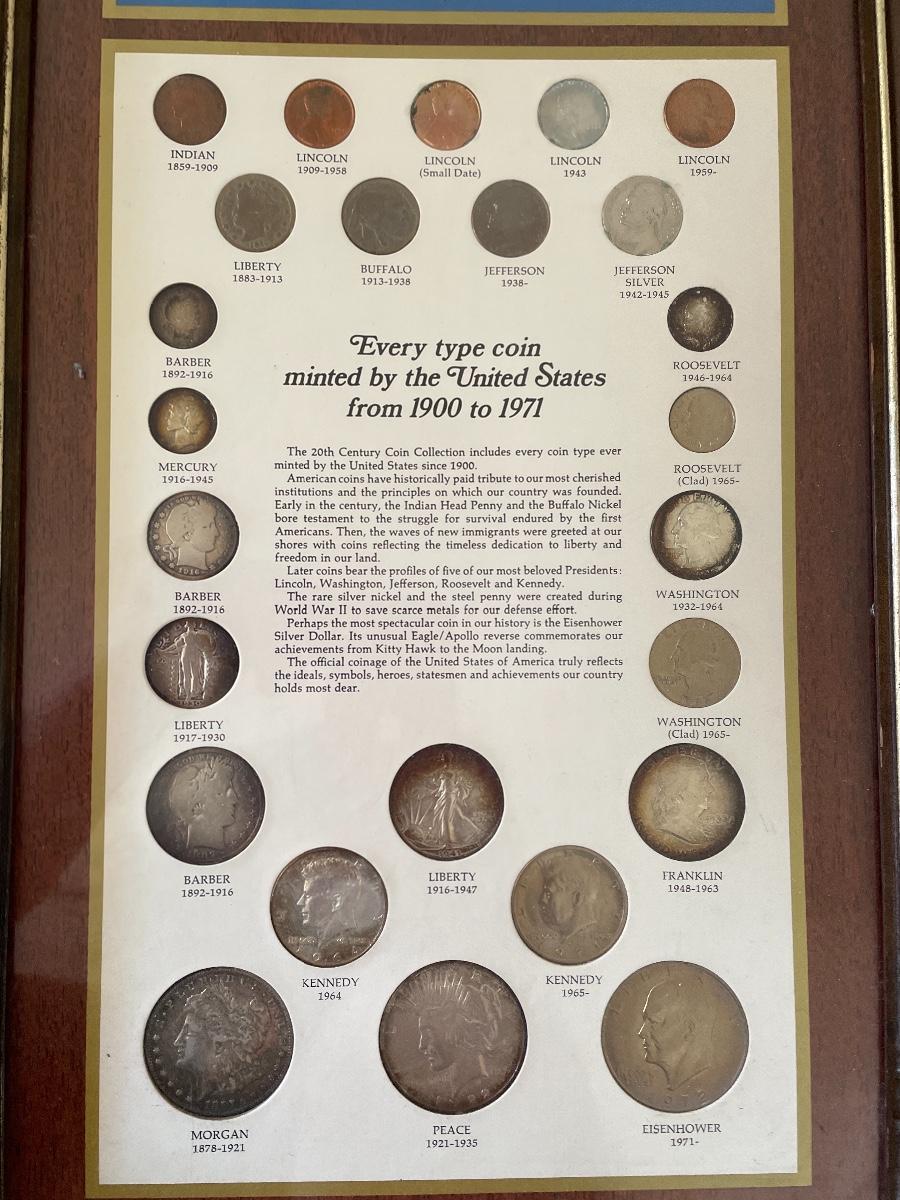 INDIAN
1859-1909
LINCOLN
1909-1958
LINCOLN
(Small Date)
LINCOLN
1943
LINCOLN
1959-
LIBERTY
1883-1913
BUFFALO
1913-1938
JEFFERSON
1938-
JEFFERSON
SILVER
1942-1945
BARBER
1892-1916
ROOSEVELT
1946-1964
MERCURY
1916-1945
ROOSEVELT
(Clad) 1965-
Every type coin
minted by the United States
from 1900 to 1971
The 20th Century Coin Collection includes every coin type ever
minted by the United States since 1900.
American coins have historically paid tribute to our most cherished
institutions and the principles on which our country was founded.
Early in the century, the Indian Head Penny and the Buffalo Nickel
bore testament to the struggle for survival endured by the first
Americans. Then, the waves of new immigrants were greeted at our
shores with coins reflecting the timeless dedication to liberty and
freedom in our land.
Later coins bear the profiles of five of our most beloved Presidents:
Lincoln, Washington, Jefferson, Roosevelt and Kennedy.
The rare silver nickel and the steel penny were created during
World War II to save scarce metals for our defense effort.
Perhaps the most spectacular coin in our history is the Eisenhower
Silver Dollar. Its unusual Eagle/Apollo reverse commemorates our
achievements from Kitty Hawk to the Moon landing.
The official coinage of the United States of America truly reflects
the ideals, symbols, heroes, statesmen and achievements our country
holds most dear.
1916
BARBER
1892-1916
WASHINGTON
1932-1964
LIBERTY
1917-1930
WASHINGTON
(Clad) 1965-
BARBER
1892-1916
LIBERTY
1916-1947
FRANKLIN
1948-1963
1964
KENNEDY
1964
KENNEDY
1965-
MORGAN
1878-1921
1922
PEACE
1921-1935
1972
EISENHOWER
1971-